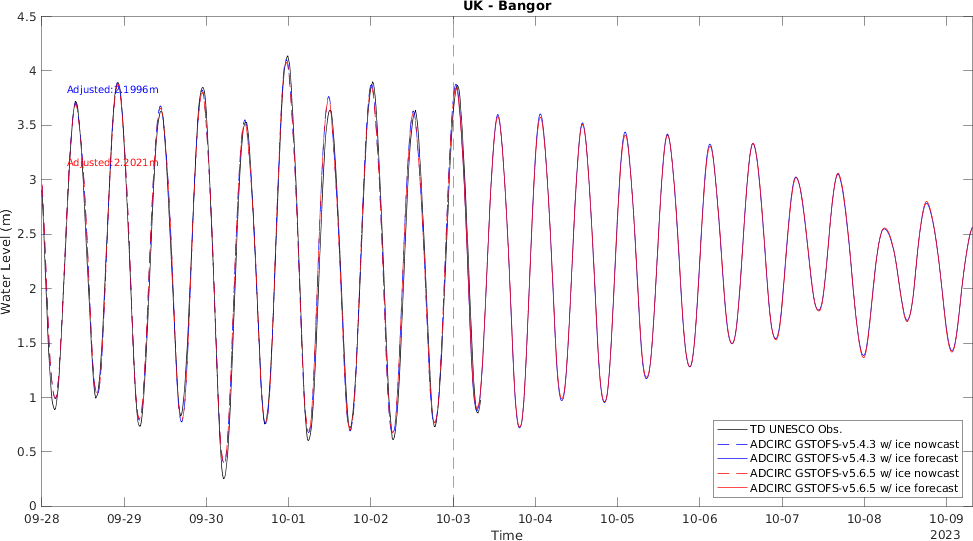 UK - Bangor
4.5
4
3.5
3
2.5
2
1.5
1
0.5
0
Water Level (m)
Adjusted:2.1996m
Adjusted:2.2021m
TD UNESCO Obs.
ADCIRC GSTOFS-v5.4.3 w/ ice nowcast
ADCIRC GSTOFS-v5.4.3 w/ ice forecast
ADCIRC GSTOFS-v5.6.5 w/ ice nowcast
ADCIRC GSTOFS-v5.6.5 w/ ice forecast
09-28 09-29 09-30 10-01 10-02 10-03 10-04 10-05 10-06 10-07 10-08 10-09
2023
Time